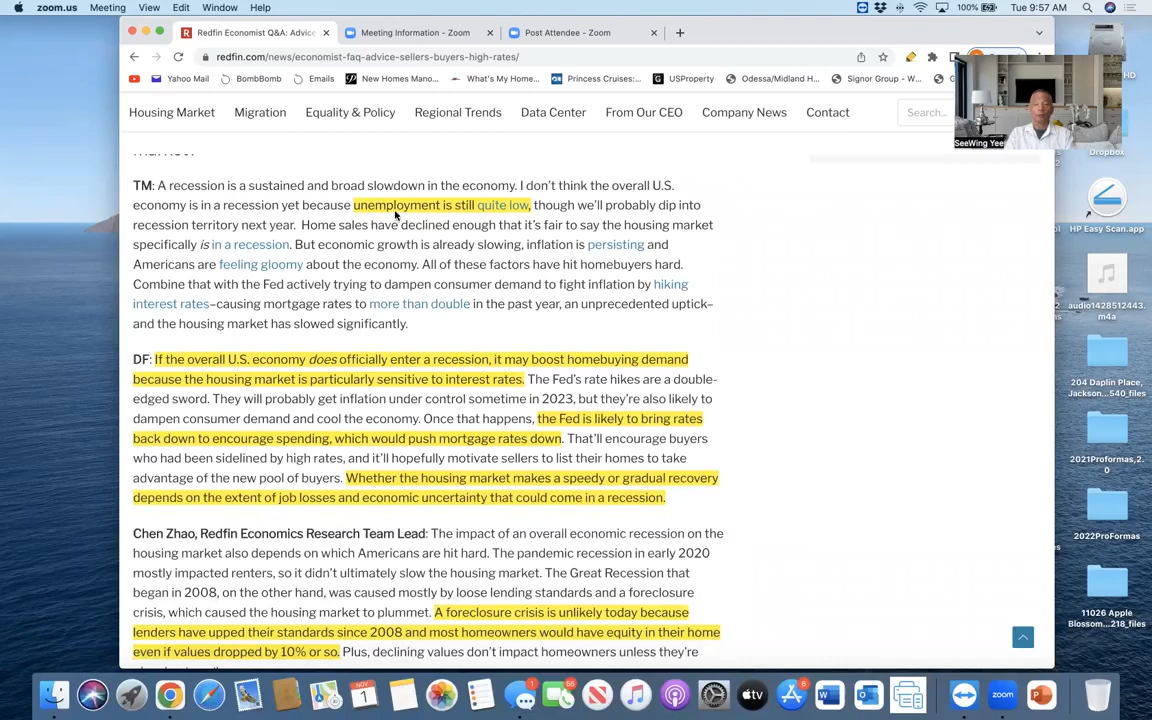 zoom.us Meeting View Edit Window Help 100% Tue 9:57 AM
Redfin Economist Q&A: Advice Meeting Information - Zoom Post Attendee - Zoom
redfin.com/news/economist-faq-advice-sellers-buyers-high-rates/
Yahoo Mail BombBomb Emails New Homes Mano... What's My Home... Princess Cruises:... USProperty Odessa/Midland H... Signor Group - W...
HD
Housing Market Migration Equality & Policy Regional Trends Data Center From Our CEO Company News Contact Search...
SeeWing Yee
Dropbox
TM: A recession is a sustained and broad slowdown in the economy. I don't think the overall U.S.
economy is in a recession yet because unemployment is still quite low, though we'll probably dip into
recession territory next year. Home sales have declined enough that it's fair to say the housing market
specifically is in a recession. But economic growth is already slowing, inflation is persisting and
Americans are feeling gloomy about the economy. All of these factors have hit homebuyers hard.
Combine that with the Fed actively trying to dampen consumer demand to fight inflation by hiking
interest rates–causing mortgage rates to more than double in the past year, an unprecedented uptick–
and the housing market has slowed significantly.
DF: If the overall U.S. economy does officially enter a recession, it may boost homebuying demand
because the housing market is particularly sensitive to interest rates. The Fed's rate hikes are a double-
edged sword. They will probably get inflation under control sometime in 2023, but they're also likely to
dampen consumer demand and cool the economy. Once that happens, the Fed is likely to bring rates
back down to encourage spending, which would push mortgage rates down. That'll encourage buyers
who had been sidelined by high rates, and it'll hopefully motivate sellers to list their homes to take
advantage of the new pool of buyers. Whether the housing market makes a speedy or gradual recovery
depends on the extent of job losses and economic uncertainty that could come in a recession.
Chen Zhao, Redfin Economics Research Team Lead: The impact of an overall economic recession on the
housing market also depends on which Americans are hit hard. The pandemic recession in early 2020
mostly impacted renters, so it didn't ultimately slow the housing market. The Great Recession that
began in 2008, on the other hand, was caused mostly by loose lending standards and a foreclosure
crisis, which caused the housing market to plummet. A foreclosure crisis is unlikely today because
lenders have upped their standards since 2008 and most homeowners would have equity in their home
even if values dropped by 10% or so. Plus, declining values don't impact homeowners unless they're
HP Easy Scan.app
audio1428512443.
m4a
204 Daplin Place,
Jackson...540_files
2021Proformas,2.
0
2022ProFormas
11026 Apple
Blossom...218_files
NOV
1
1
56
6
tv
W
zoom
P